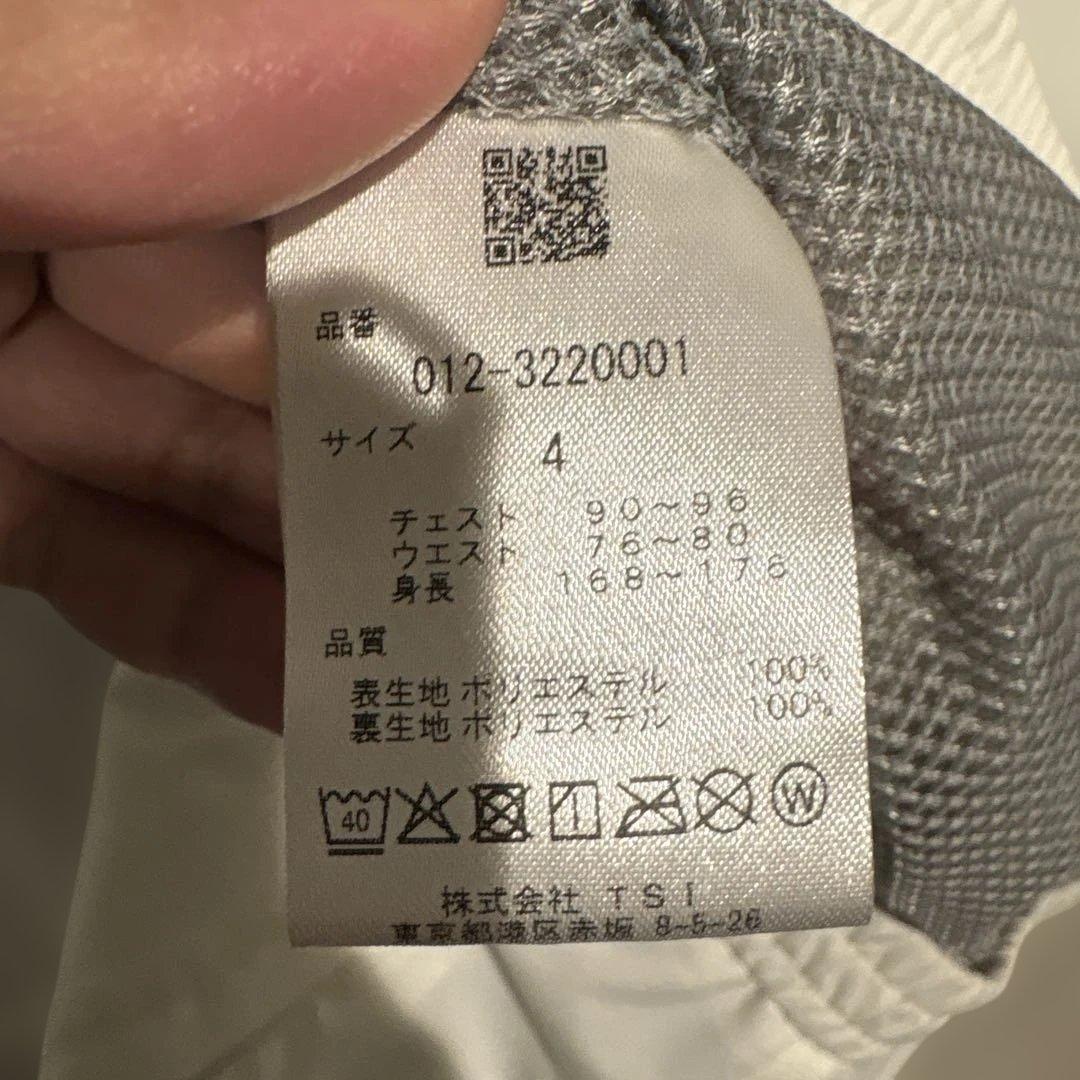 品番
012-3220001
サイズ 4
チェスト 90~96
ウエスト 76~80
身長 168~176
品質
表生地 ポリエステル 100%
裏生地 ポリエステル 100%
40 W
株式会社 TSI
東京都港区赤坂 8-5-26